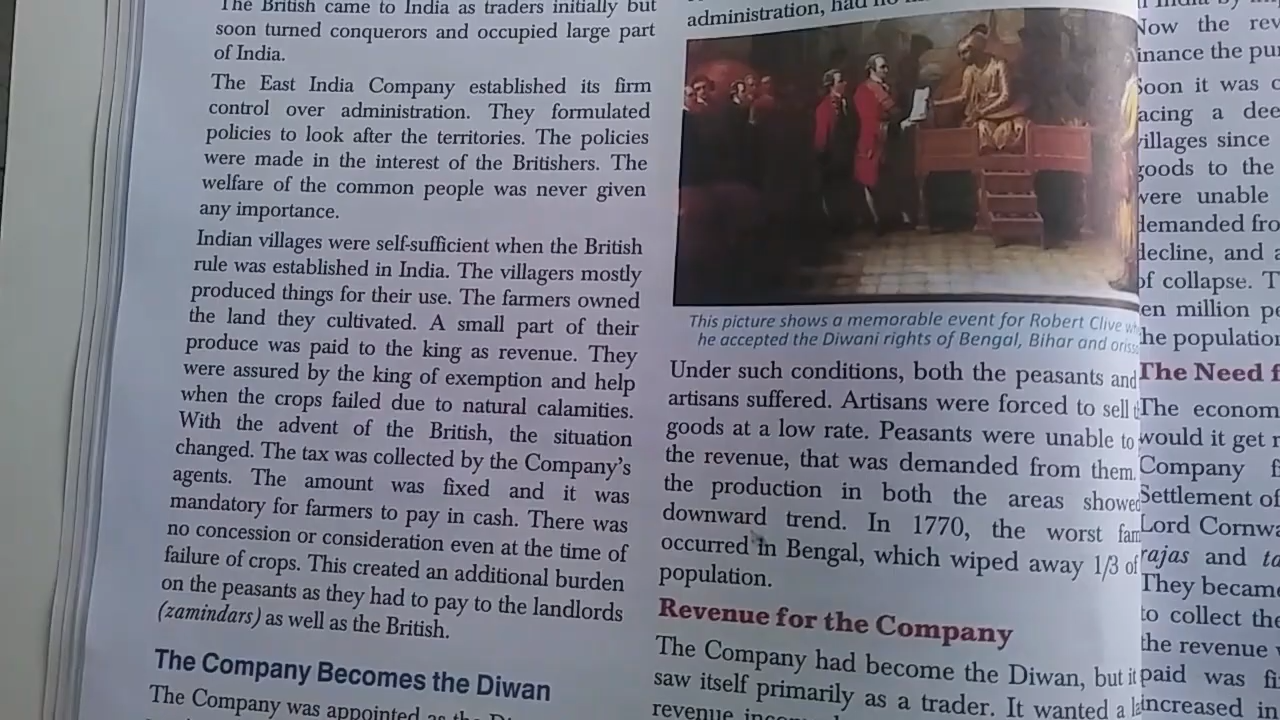 The British came to India as traders initially but
soon turned conquerors and occupied large part
of India.
The East India Company established its firm
control over administration. They formulated
policies to look after the territories. The policies
were made in the interest of the Britishers. The
welfare of the common people was never given
any importance.
Indian villages were self-sufficient when the British
rule was established in India. The villagers mostly
produced things for their use. The farmers owned
the land they cultivated. A small part of their
produce was paid to the king as revenue. They
were assured by the king of exemption and help
when the crops failed due to natural calamities.
With the advent of the British, the situation
changed. The tax was collected by the Company's
agents. The amount was fixed and it was
mandatory for farmers to pay in cash. There was
no concession or consideration even at the time of
failure of crops. This created an additional burden
on the peasants as they had to pay to the landlords
(zamindars) as well as the British.
The Company Becomes the Diwan
The Company was appointed as the
administration, had no
This picture shows a memorable event for Robert Clive
he accepted the Diwani rights of Bengal, Bihar and
Under such conditions, both the peasants and
artisans suffered. Artisans were forced to sell
goods at a low rate. Peasants were unable to
the revenue, that was demanded from them.
the production in both the areas showed
downward trend. In 1770, the worst
occurred in Bengal, which wiped away 1/3 of
population.
Revenue for the Company
The Company had become the Diwan, but it
saw itself primarily as a trader. It wanted a
revenue
Now the
the
Soon it was
a
since
goods to the
were unable
decline, and
of collapse.
million
The Need
The
would it get
Company
Settlement of
Lord
rajas and
They became
to collect the
the revenue
paid was
increased in